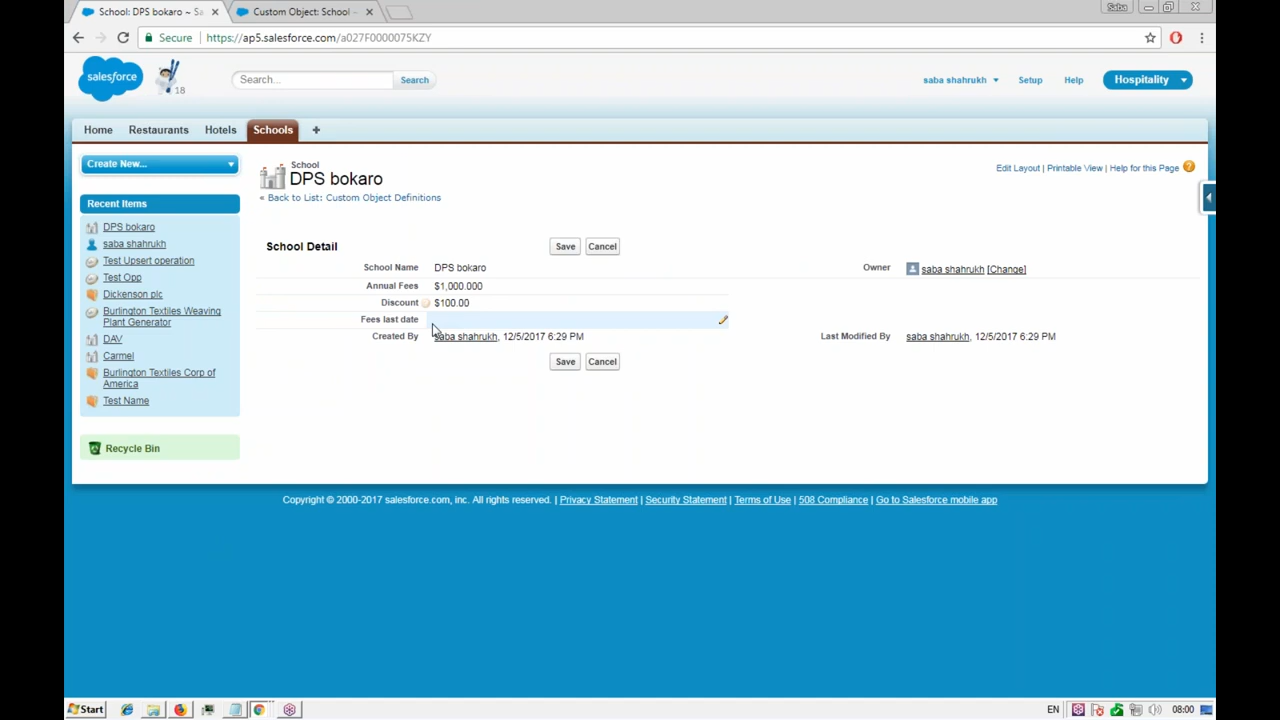 School: DPS bokaro ~ Sa
Custom Object: School ~
Saba
Secure | https://ap5.salesforce.com/a027F0000075KZY
salesforce
18
Search...
Search
saba shahrukh
Setup
Help
Hospitality
Home
Restaurants
Hotels
Schools
+
Create New...
Recent Items
DPS bokaro
saba shahrukh
Test Upsert operation
Test Opp
Dickenson plc
Burlington Textiles Weaving
Plant Generator
DAV
Carmel
Burlington Textiles Corp of
America
Test Name
Recycle Bin
School
DPS bokaro
« Back to List: Custom Object Definitions
Edit Layout | Printable View | Help for this Page ?
School Detail
Save
Cancel
School Name DPS bokaro
Owner saba shahrukh [Change]
Annual Fees $1,000.000
Discount $100.00
Fees last date
Created By saba shahrukh, 12/5/2017 6:29 PM
Last Modified By saba shahrukh, 12/5/2017 6:29 PM
Save
Cancel
Copyright © 2000-2017 salesforce.com, inc. All rights reserved. | Privacy Statement | Security Statement | Terms of Use | 508 Compliance | Go to Salesforce mobile app
Start
EN
08:00